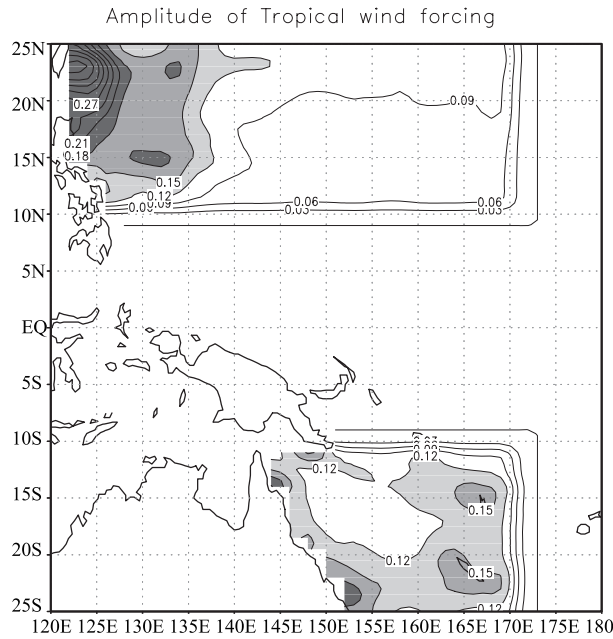 Amplitude of Tropical wind forcing
25N
20N
15N
10N
5N
EQ
5S
10S
15S
20S
25S
0.27
0.21
0.18
0.15
0.12
0.09
0.09
0.06
0.06
0.03
0.03
0.12
0.12
0.15
0.12
0.15
0.12
120E 125E 130E 135E 140E 145E 150E 155E 160E 165E 170E 175E 180